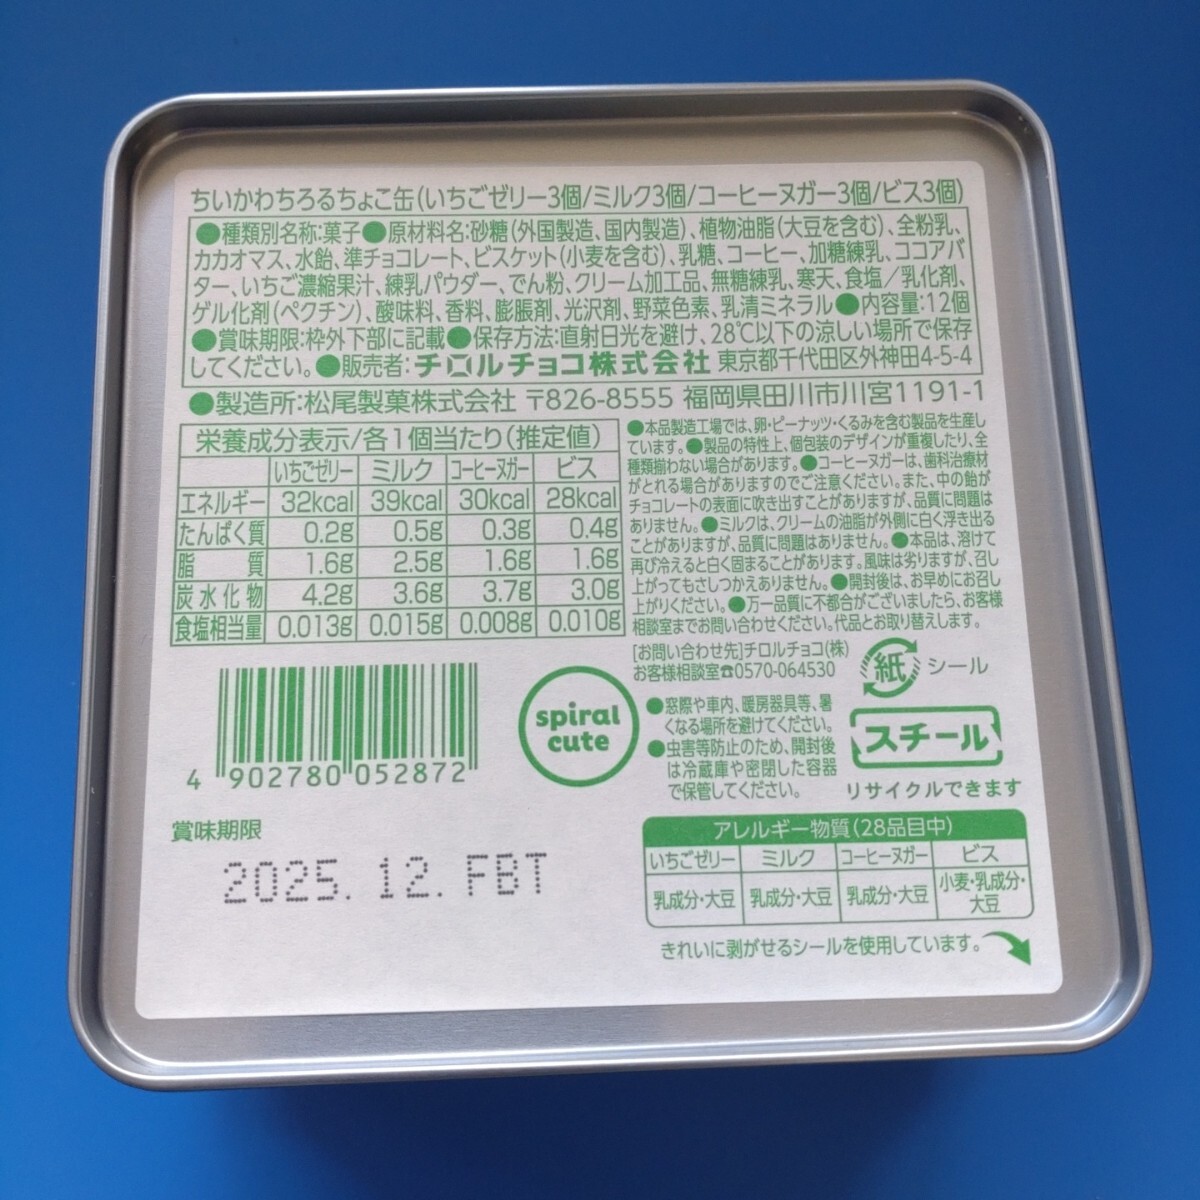 ちいかわちろるちょこ缶(いちごゼリー3個/ミルク3個/コーヒーヌガー3個/ビス3個)
●種類別名称:菓子●原材料名:砂糖(外国製造、国内製造)、植物油脂(大豆を含む)、全粉乳、
カカオマス、水飴、準チョコレート、ビスケット(小麦を含む)、乳糖、コーヒー、加糖練乳、ココアバ
ター、いちご濃縮果汁、練乳パウダー、でん粉、クリーム加工品、無糖練乳、寒天、食塩/乳化剤、
ゲル化剤(ペクチン)、酸味料、香料、膨脹剤、光沢剤、野菜色素、乳清ミネラル●内容量:12個
●賞味期限:枠外下部に記載●保存方法:直射日光を避け、28℃以下の涼しい場所で保存
してください。●販売者:チロルチョコ株式会社 東京都千代田区外神田4-5-4
●製造所:松尾製菓株式会社 〒826-8555 福岡県田川市川宮1191-1
栄養成分表示/各1個当たり(推定値)
いちごゼリー ミルク コーヒーヌガー ビス
エネルギー 32kcal 39kcal 30kcal 28kcal
たんぱく質 0.2g 0.5g 0.3g 0.4g
脂質 1.6g 2.5g 1.6g 1.6g
炭水化物 4.2g 3.6g 3.7g 3.0g
食塩相当量 0.013g 0.015g 0.008g 0.010g
●本品製造工場では、卵・ピーナッツ・くるみを含む製品を生産し
ています。●製品の特性上、個包装のデザインが重複したり、全
種類揃わない場合があります。●コーヒーヌガーは、歯科治療材
がとれる場合がありますのでご注意ください。また、中の飴が
チョコレートの表面に吹き出すことがありますが、品質に問題は
ありません。●ミルクは、クリームの油脂が外側に白く浮き出る
ことがありますが、品質に問題はありません。●本品は、溶けて
再び冷えると白く固まることがあります。風味は劣りますが、召し
上がってもさしつかえありません。●開封後は、お早めにお召し
上がりください。●万一品質に不都合がございましたら、お客様
相談室までお問い合わせください。代品とお取り替えします。
[お問い合わせ先]チロルチョコ(株)
お客様相談室☎0570-064530
紙 シール
●窓際や車内、暖房器具等、暑
くなる場所を避けてください。
●虫害等防止のため、開封後
は冷蔵庫や密閉した容器
で保管してください。
スチール
リサイクルできます
spiral
cute
4 902780 052872
賞味期限
2025. 12. FBT
アレルギー物質(28品目中)
いちごゼリー ミルク コーヒーヌガー ビス
乳成分・大豆 乳成分・大豆 乳成分・大豆 小麦・乳成分・
大豆
きれいに剥がせるシールを使用しています。